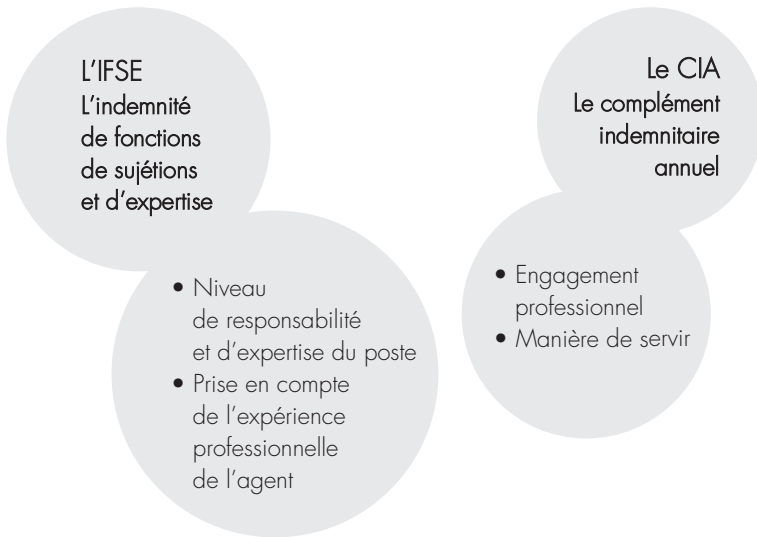 L'IFSE
L'indemnité
de fonctions
de sujétions
et d'expertise
• Niveau
de responsabilité
et d'expertise du poste
• Prise en compte
de l'expérience
professionnelle
de l'agent
Le CIA
Le complément
indemnitaire
annuel
• Engagement
professionnel
• Manière de servir